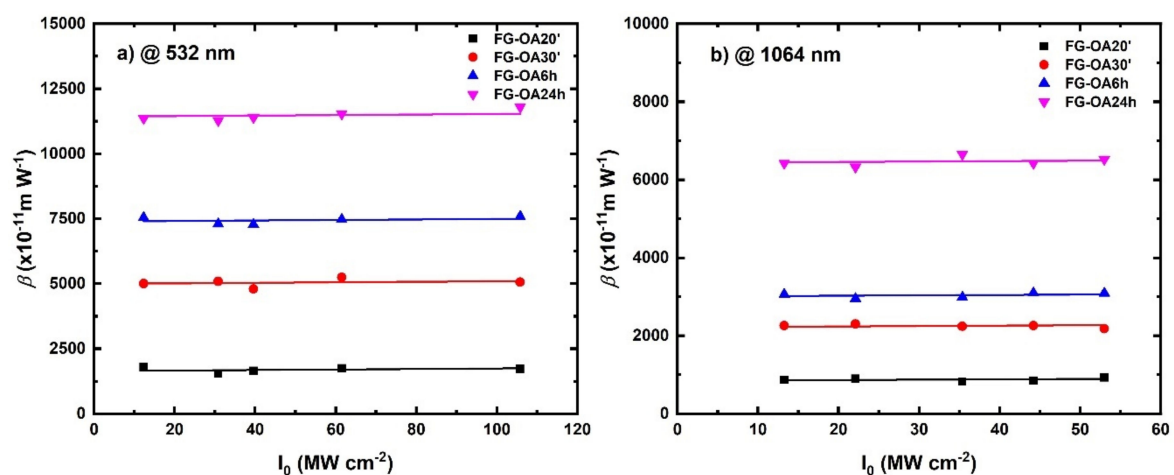 a) @ 532 nm
FG-OA20'
FG-OA30'
FG-OA6h
FG-OA24h
15000
12500
10000
7500
5000
2500
0
β (x10⁻¹¹m W⁻¹)
0 20 40 60 80 100 120
I₀ (MW cm⁻²)
b) @ 1064 nm
FG-OA20'
FG-OA30'
FG-OA6h
FG-OA24h
10000
8000
6000
4000
2000
0
β (x10⁻¹¹m W⁻¹)
0 10 20 30 40 50 60
I₀ (MW cm⁻²)